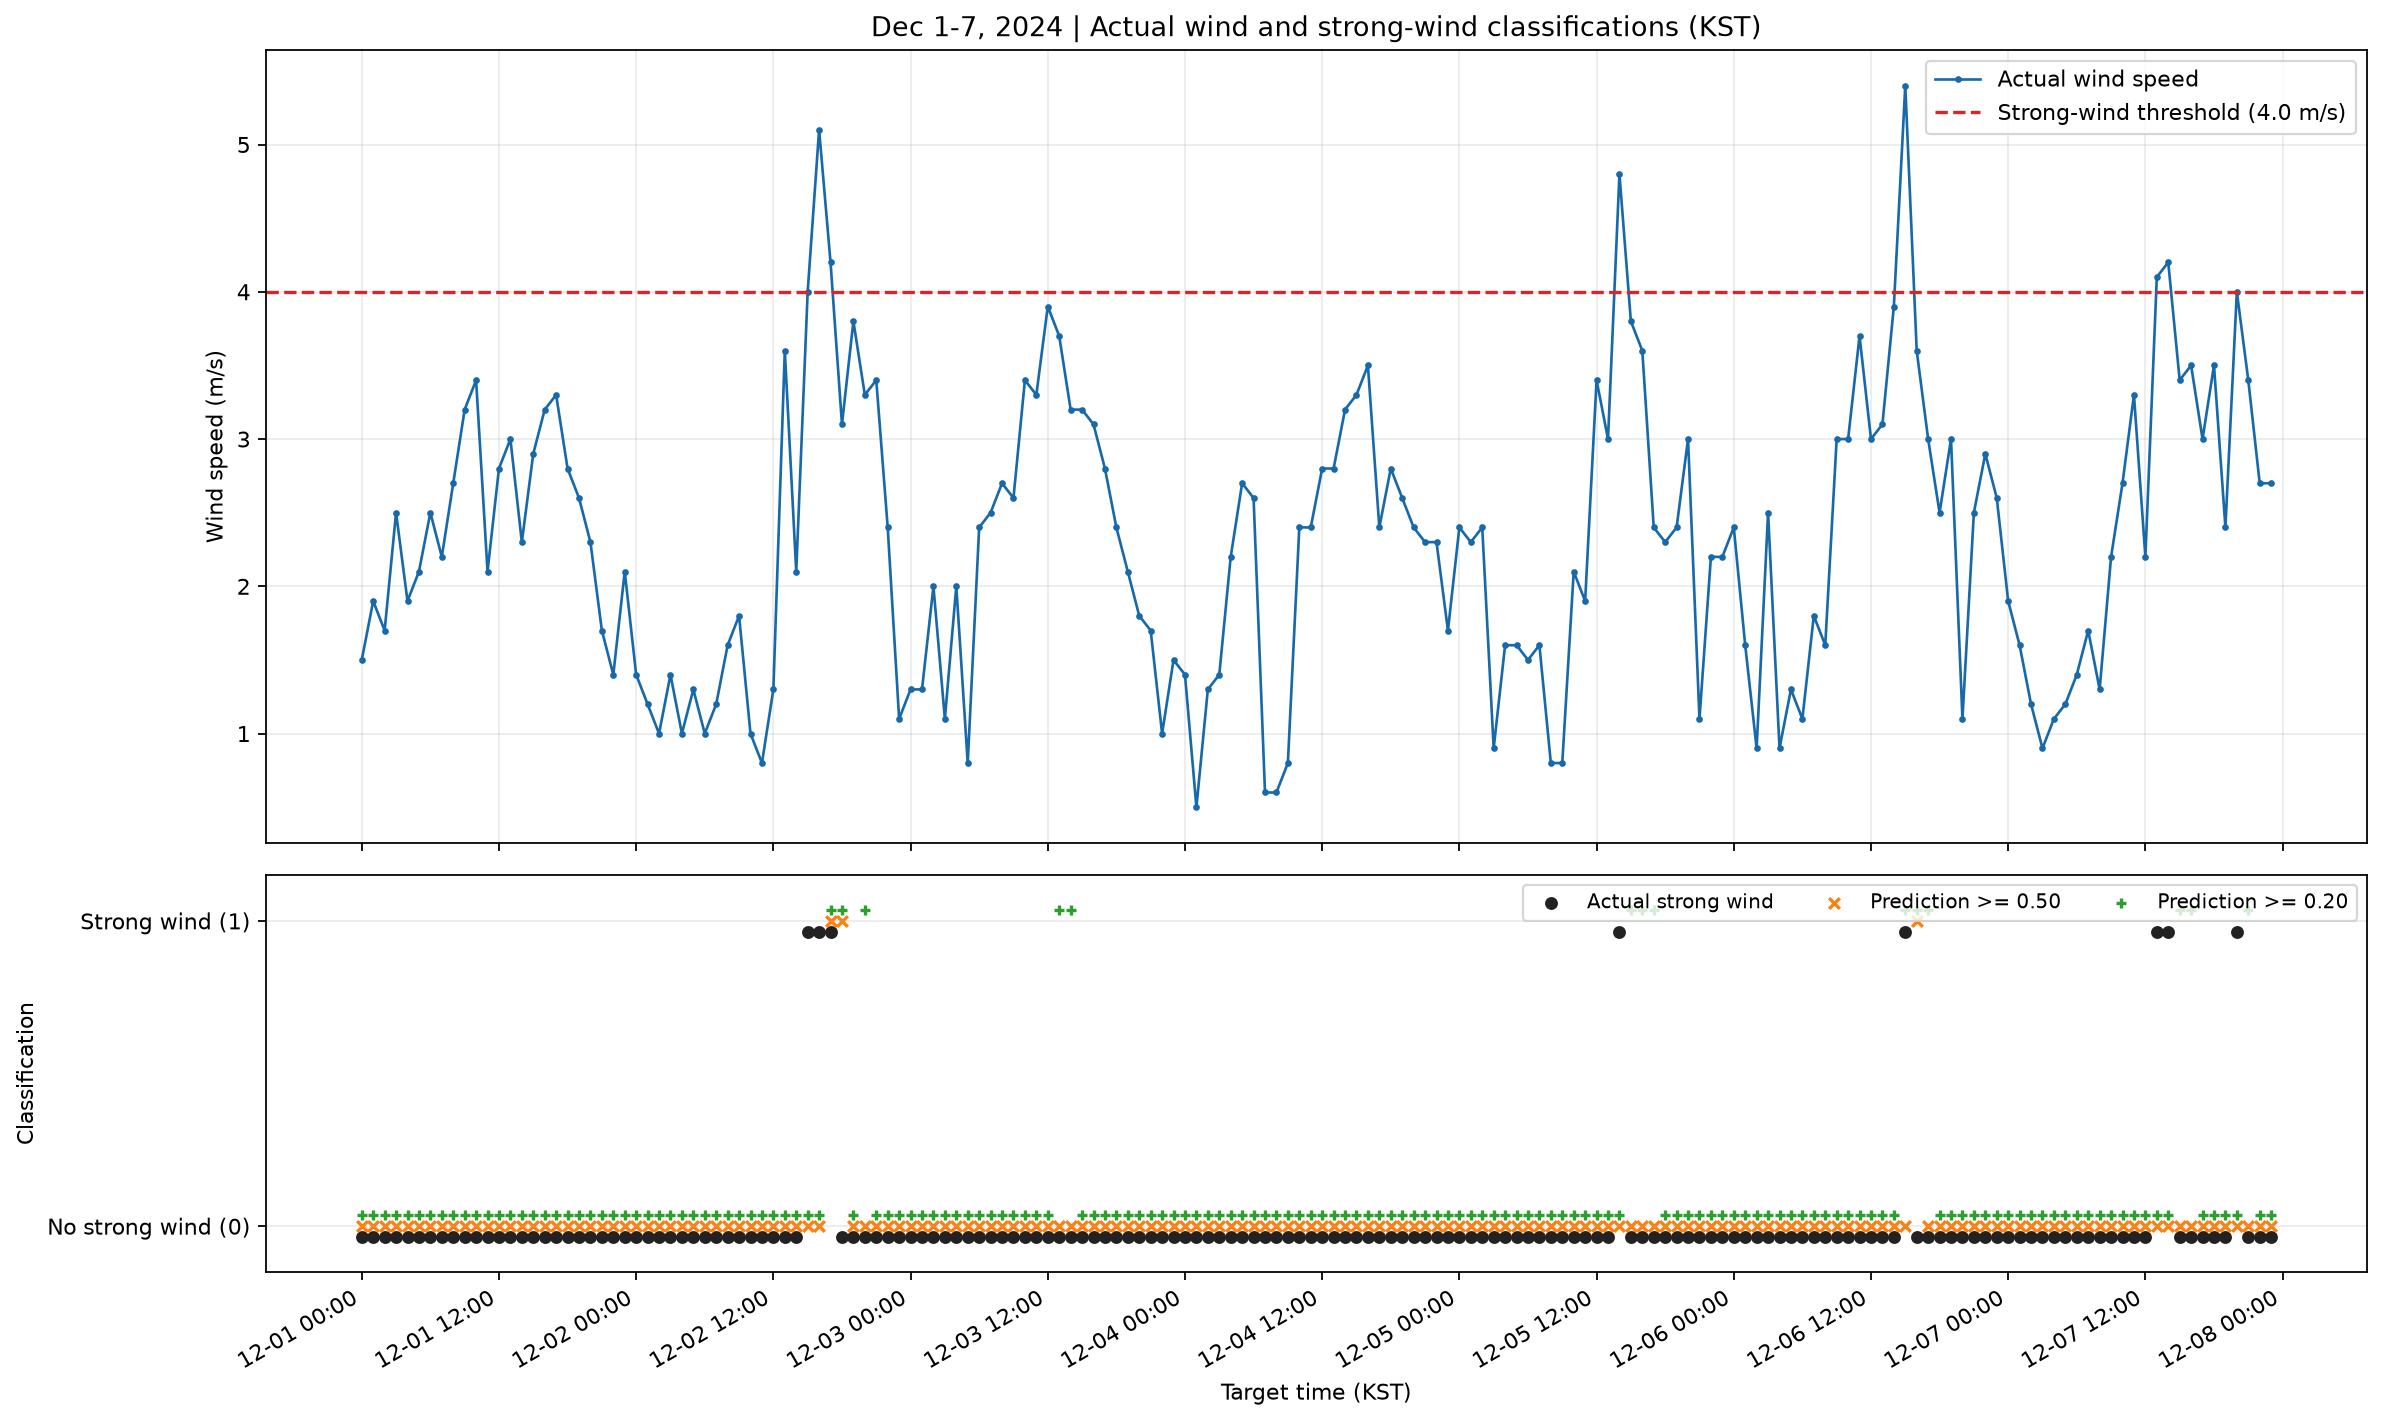 Dec 1-7, 2024 | Actual wind and strong-wind classifications (KST)
Actual wind speed
Strong-wind threshold (4.0 m/s)
Wind speed (m/s)
5
4
3
2
1
Actual strong wind
Prediction >= 0.50
Prediction >= 0.20
Strong wind (1)
Classification
No strong wind (0)
12-01 00:00
12-01 12:00
12-02 00:00
12-02 12:00
12-03 00:00
12-03 12:00
12-04 00:00
12-04 12:00
12-05 00:00
12-05 12:00
12-06 00:00
12-06 12:00
12-07 00:00
12-07 12:00
12-08 00:00
Target time (KST)